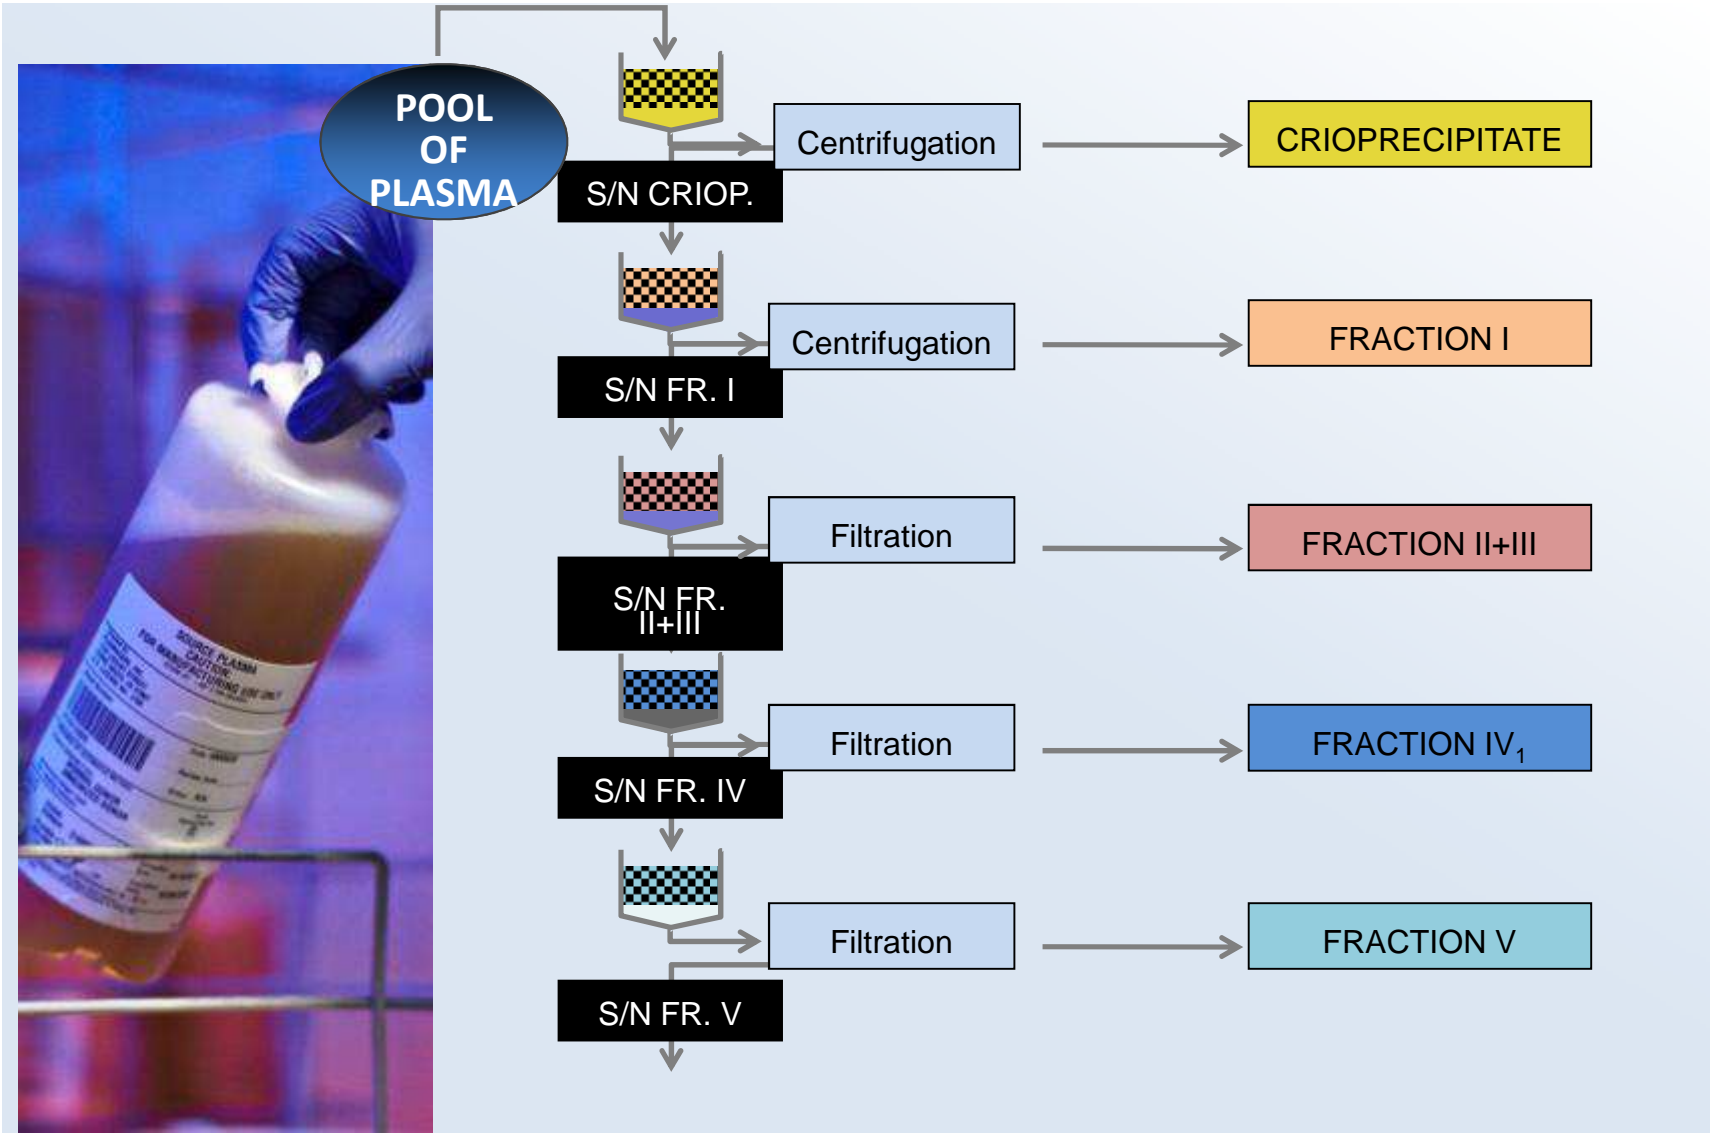 POOL
OF
PLASMA
Centrifugation
CRIOPRECIPITATE
S/N CRIOP.
Centrifugation
FRACTION I
S/N FR. I
Filtration
FRACTION II+III
S/N FR.
II+III
Filtration
FRACTION IV1
S/N FR. IV
Filtration
FRACTION V
S/N FR. V
SOURCE PLASMA
CAUTION:
FOR MANUFACTURING USE ONLY